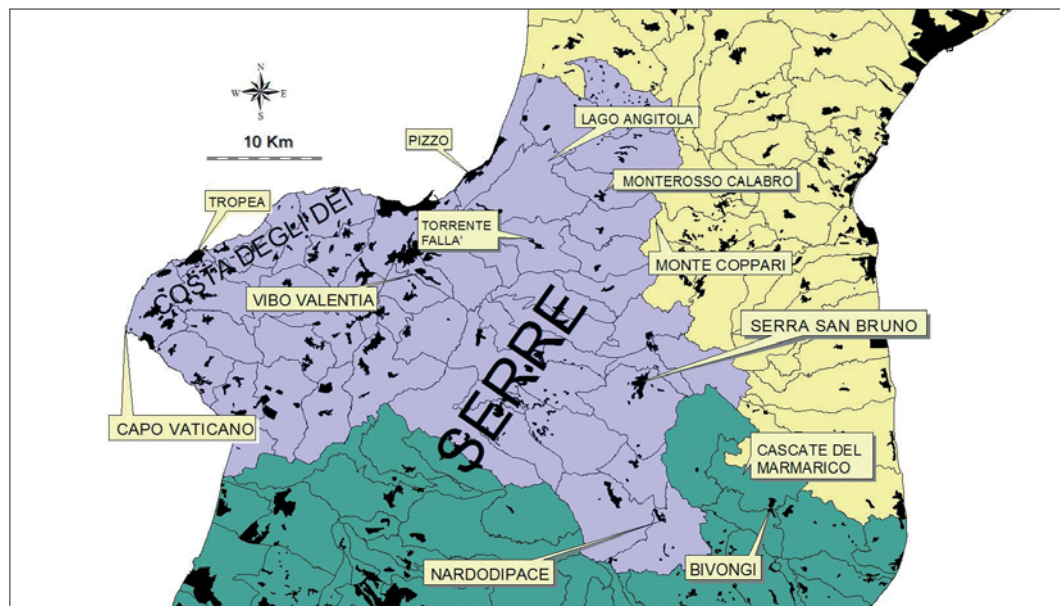 N
W E
S
10 Km
LAGO ANGITOLA
PIZZO
MONTEROSSO CALABRO
TROPEA
COSTA DEGLI DEI
TORRENTE
FALLA'
MONTE COPPARI
VIBO VALENTIA
SERRE
SERRA SAN BRUNO
CAPO VATICANO
CASCATE DEL
MARMARICO
NARDODIPACE
BIVONGI